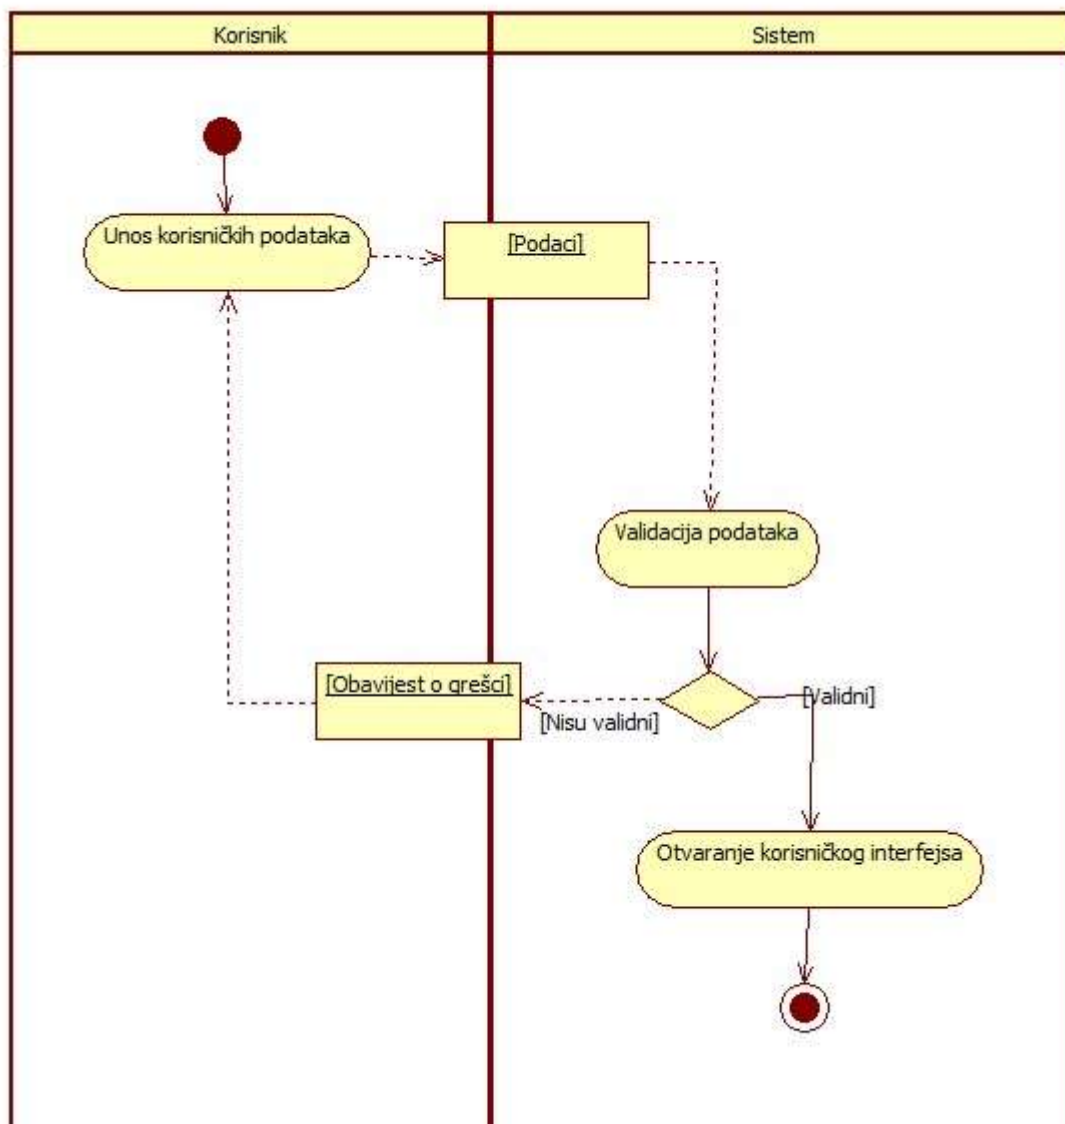 Korisnik
Sistem
Unos korisničkih podataka
[Podaci]
Validacija podataka
[Obavijest o grešci]
[Nisu validni]
[Validni]
Otvaranje korisničkog interfejsa